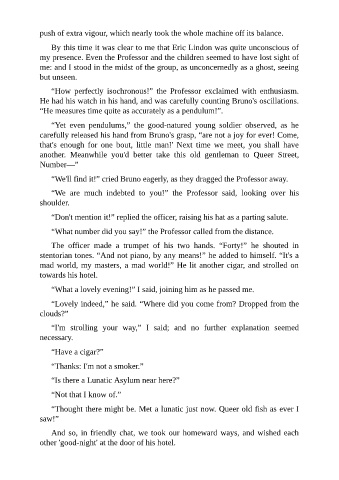 push of extra vigour, which nearly took the whole machine off its balance.
By this time it was clear to me that Eric Lindon was quite unconscious of
my presence. Even the Professor and the children seemed to have lost sight of
me: and I stood in the midst of the group, as unconcernedly as a ghost, seeing
but unseen.
“How perfectly isochronous!” the Professor exclaimed with enthusiasm.
He had his watch in his hand, and was carefully counting Bruno's oscillations.
“He measures time quite as accurately as a pendulum!”.
“Yet even pendulums,” the good-natured young soldier observed, as he
carefully released his hand from Bruno's grasp, “are not a joy for ever! Come,
that's enough for one bout, little man!' Next time we meet, you shall have
another. Meanwhile you'd better take this old gentleman to Queer Street,
Number—”
“We'll find it!” cried Bruno eagerly, as they dragged the Professor away.
“We are much indebted to you!” the Professor said, looking over his
shoulder.
“Don't mention it!” replied the officer, raising his hat as a parting salute.
“What number did you say!” the Professor called from the distance.
The officer made a trumpet of his two hands. “Forty!” he shouted in
stentorian tones. “And not piano, by any means!” he added to himself. “It's a
mad world, my masters, a mad world!” He lit another cigar, and strolled on
towards his hotel.
“What a lovely evening!” I said, joining him as he passed me.
“Lovely indeed,” he said. “Where did you come from? Dropped from the
clouds?”
“I'm strolling your way,” I said; and no further explanation seemed
necessary.
“Have a cigar?”
“Thanks: I'm not a smoker.”
“Is there a Lunatic Asylum near here?”
“Not that I know of.”
“Thought there might be. Met a lunatic just now. Queer old fish as ever I
saw!”
And so, in friendly chat, we took our homeward ways, and wished each
other 'good-night' at the door of his hotel.